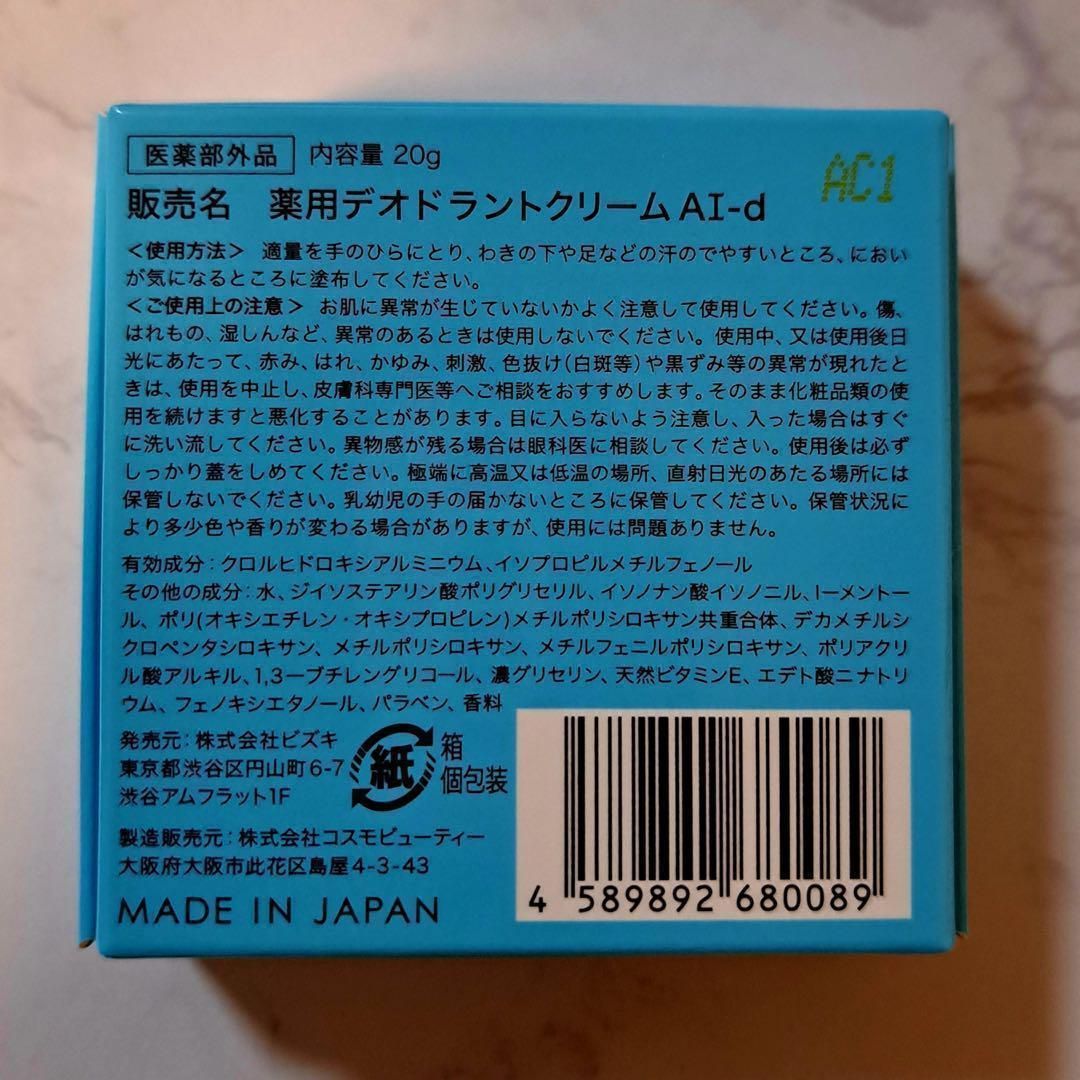 医薬部外品 内容量 20g
AC1
販売名 薬用デオドラントクリームAI-d
<使用方法> 適量を手のひらにとり、わきの下や足などの汗のでやすいところ、におい
が気になるところに塗布してください。
<ご使用上の注意> お肌に異常が生じていないかよく注意して使用してください。傷、
はれもの、湿しんなど、異常のあるときは使用しないでください。使用中、又は使用後日
光にあたって、赤み、はれ、かゆみ、刺激、色抜け(白斑等)や黒ずみ等の異常が現れたと
きは、使用を中止し、皮膚科専門医等へご相談をおすすめします。そのまま化粧品類の使
用を続けますと悪化することがあります。目に入らないよう注意し、入った場合はすぐ
に洗い流してください。異物感が残る場合は眼科医に相談してください。使用後は必ず
しっかり蓋をしめてください。極端に高温又は低温の場所、直射日光のあたる場所には
保管しないでください。乳幼児の手の届かないところに保管してください。保管状況に
より多少色や香りが変わる場合がありますが、使用には問題ありません。
有効成分:クロルヒドロキシアルミニウム、イソプロピルメチルフェノール
その他の成分:水、ジイソステアリン酸ポリグリセリル、イソノナン酸イソノニル、l-メントー
ル、ポリ(オキシエチレン・オキシプロピレン)メチルポリシロキサン共重合体、デカメチルシ
クロペンタシロキサン、メチルポリシロキサン、メチルフェニルポリシロキサン、ポリアクリ
ル酸アルキル、1,3-ブチレングリコール、濃グリセリン、天然ビタミンE、エデト酸ニナトリ
ウム、フェノキシエタノール、パラベン、香料
発売元:株式会社ビズキ
東京都渋谷区円山町6-7
渋谷アムフラット1F
紙
箱
個包装
製造販売元:株式会社コスモビューティー
大阪府大阪市此花区島屋4-3-43
MADE IN JAPAN
4 589892 680089